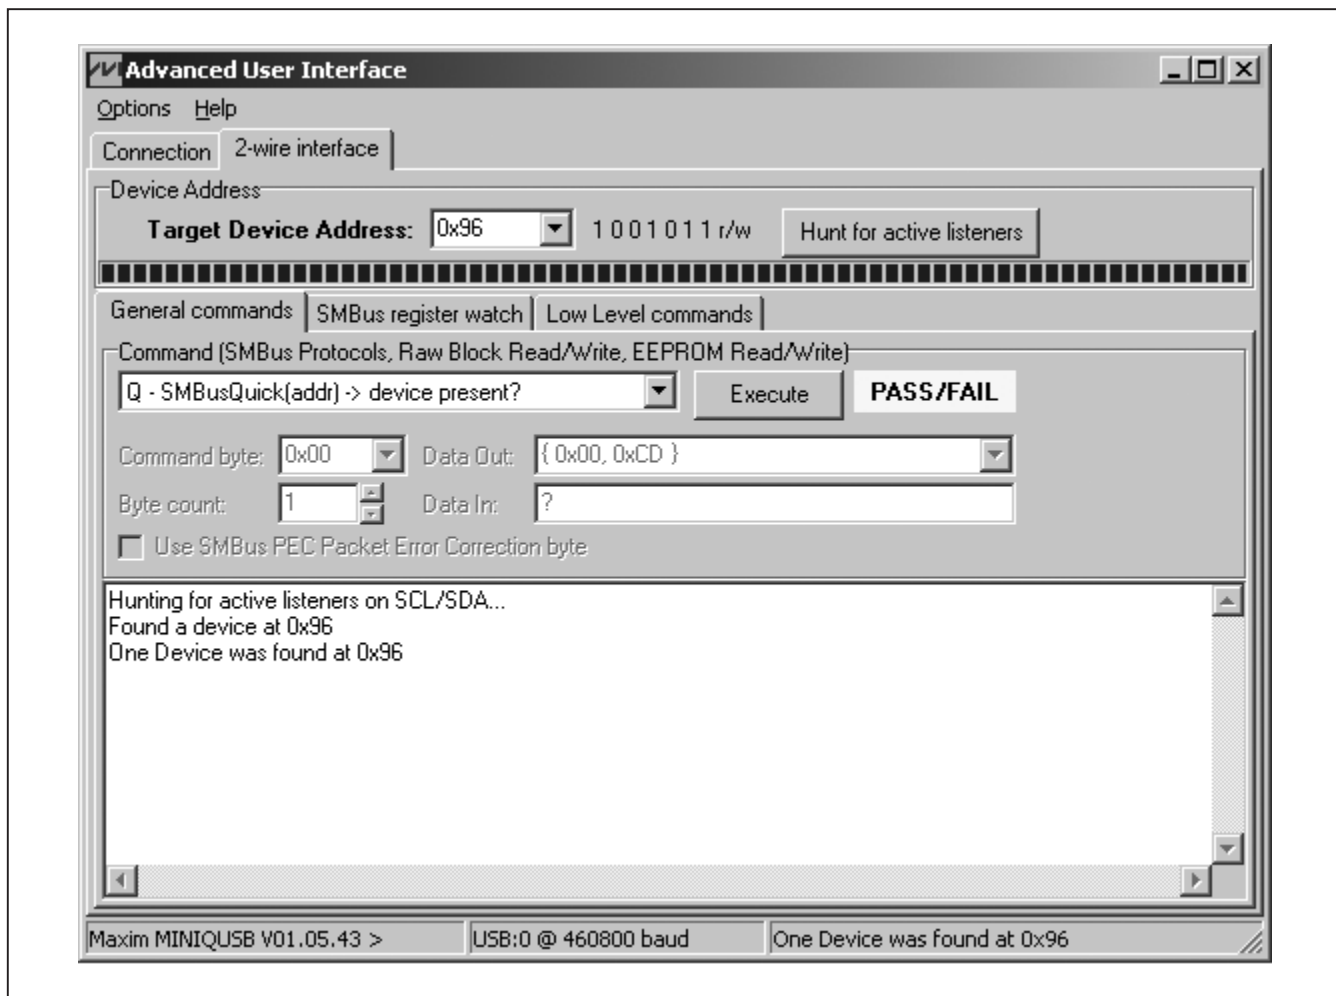 Advanced User Interface
Options Help
Connection 2-wire interface
Device Address
Target Device Address: 0x96 1 0 0 1 0 1 1 r/w Hunt for active listeners
General commands SMBus register watch Low Level commands
Command (SMBus Protocols, Raw Block Read/Write, EEPROM Read/Write)
Q - SMBusQuick(addr) -> device present? Execute PASS/FAIL
Command byte: 0x00 Data Out: { 0x00, 0xCD }
Byte count: 1 Data In: ?
Use SMBus PEC Packet Error Correction byte
Hunting for active listeners on SCL/SDA...
Found a device at 0x96
One Device was found at 0x96
Maxim MINIQUSB V01.05.43 > USB:0 @ 460800 baud One Device was found at 0x96